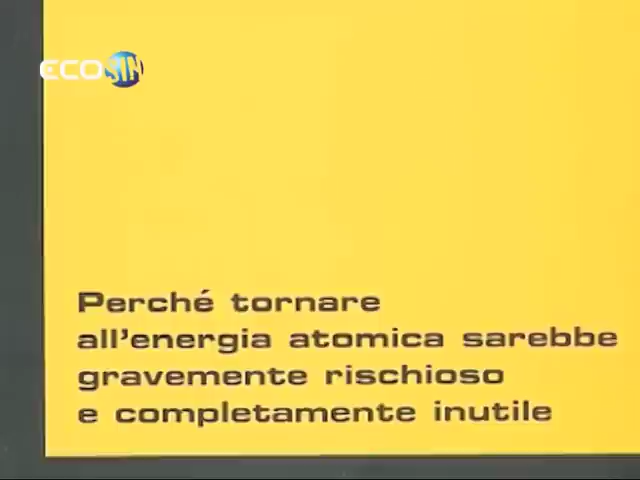 ECOSIN
Perché tornare
all'energia atomica sarebbe
gravemente rischioso
e completamente inutile